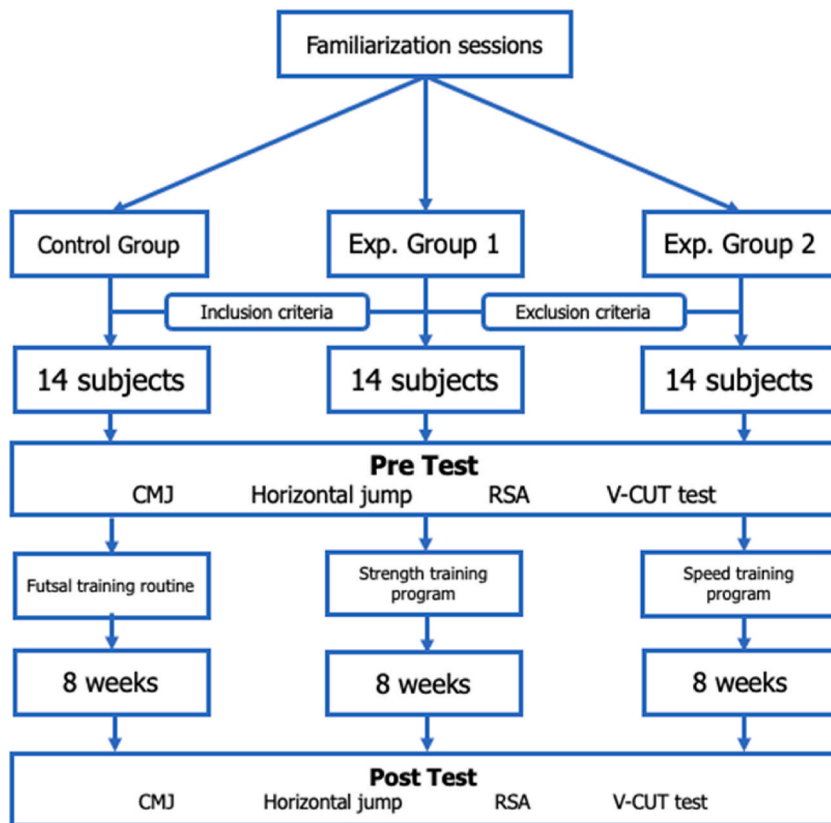 Familiarization sessions
Control Group
Exp. Group 1
Exp. Group 2
Inclusion criteria
Exclusion criteria
14 subjects
14 subjects
14 subjects
Pre Test
CMJ Horizontal jump RSA V-CUT test
Futsal training routine
Strength training
program
Speed training
program
8 weeks
8 weeks
8 weeks
Post Test
CMJ Horizontal jump RSA V-CUT test